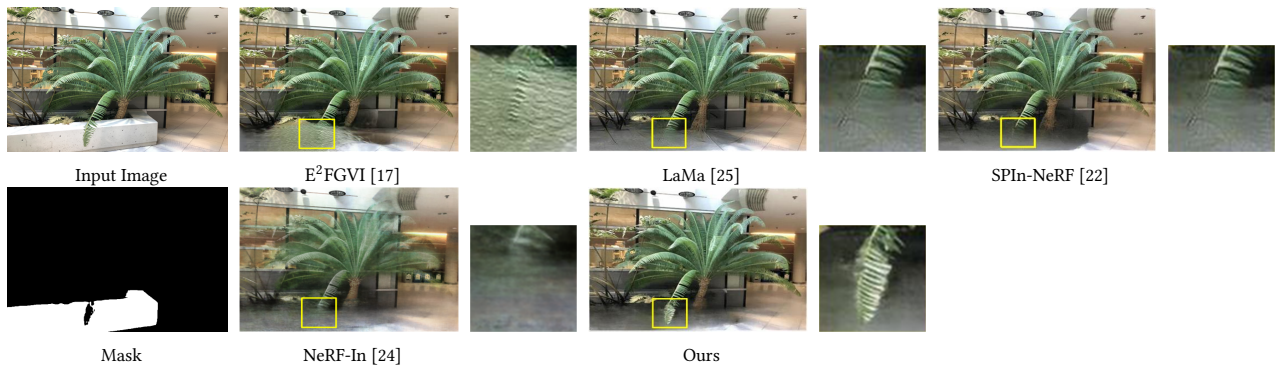 Input Image
E²FGVI [17]
LaMa [25]
SPIn-NeRF [22]
Mask
NeRF-In [24]
Ours